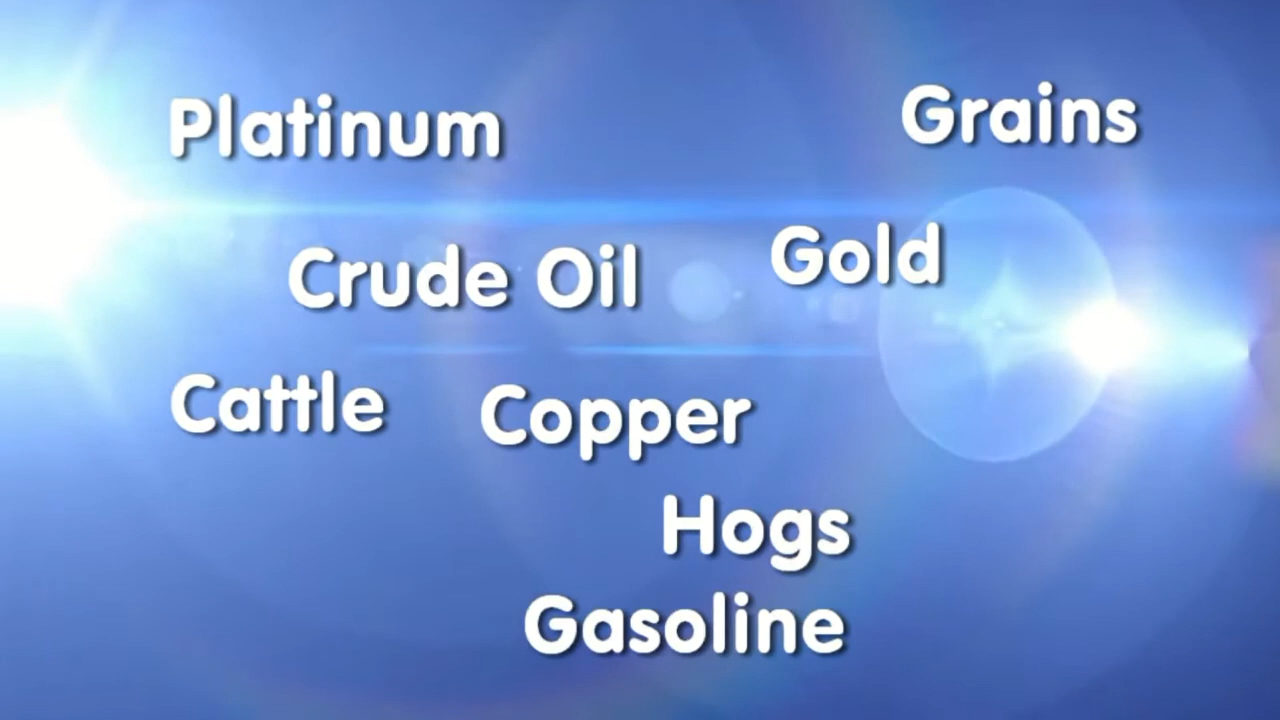 Platinum
Grains
Crude Oil
Gold
Cattle
Copper
Hogs
Gasoline